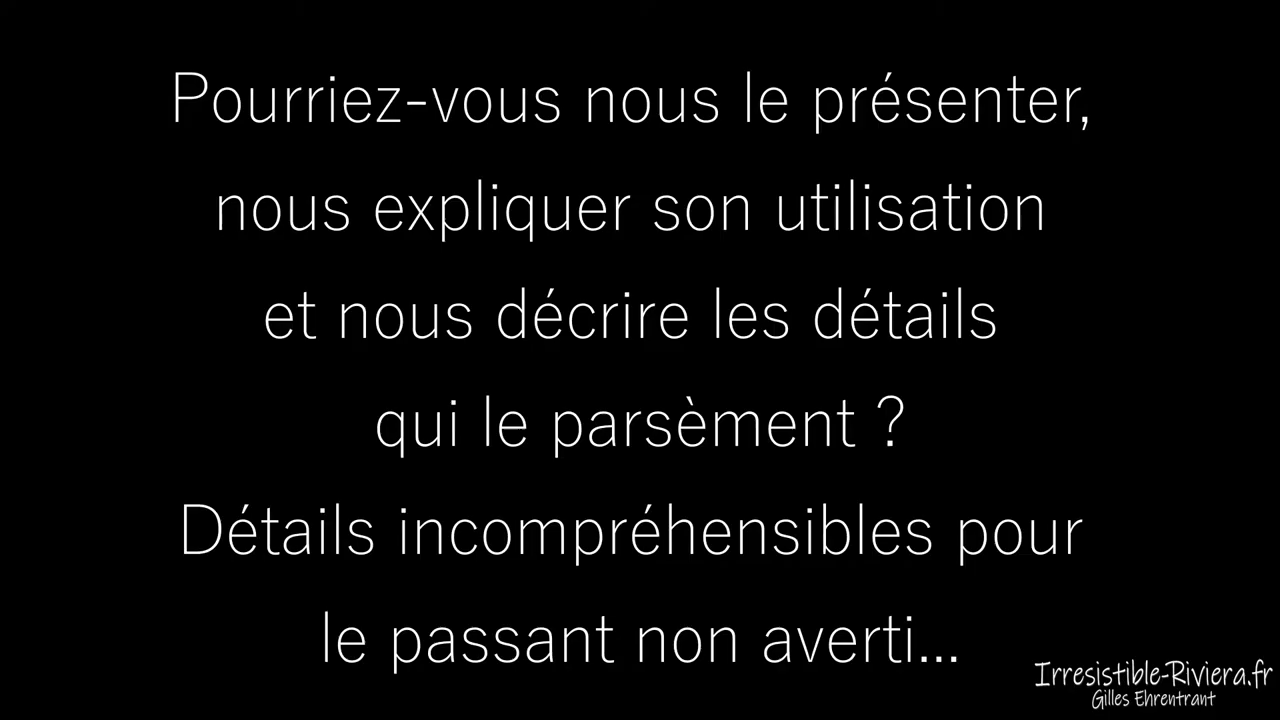 Pourriez-vous nous le présenter,
nous expliquer son utilisation
et nous décrire les détails
qui le parsèment ?
Détails incompréhensibles pour
le passant non averti...
Irresistible-Riviera.fr
Gilles Ehrentrant